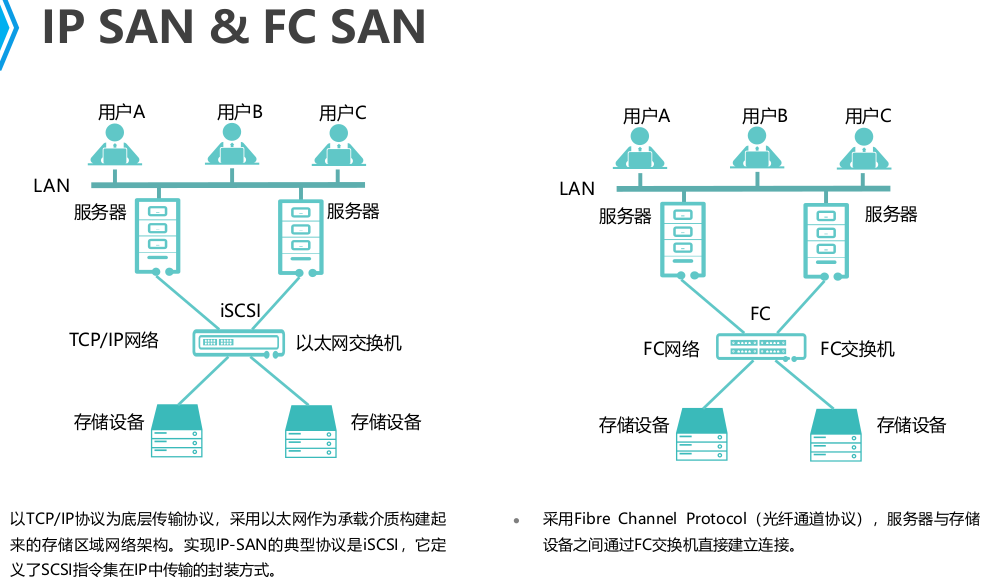 IP SAN & FC SAN
用户A
用户B
用户C
LAN
服务器
服务器
iSCSI
TCP/IP网络
以太网交换机
存储设备
存储设备
以TCP/IP协议为底层传输协议，采用以太网作为承载介质构建起
来的存储区域网络架构。实现IP-SAN的典型协议是iSCSI，它定
义了SCSI指令集在IP中传输的封装方式。
用户A
用户B
用户C
LAN
服务器
服务器
FC
FC网络
FC交换机
存储设备
存储设备
• 采用Fibre Channel Protocol（光纤通道协议），服务器与存储
设备之间通过FC交换机直接建立连接。